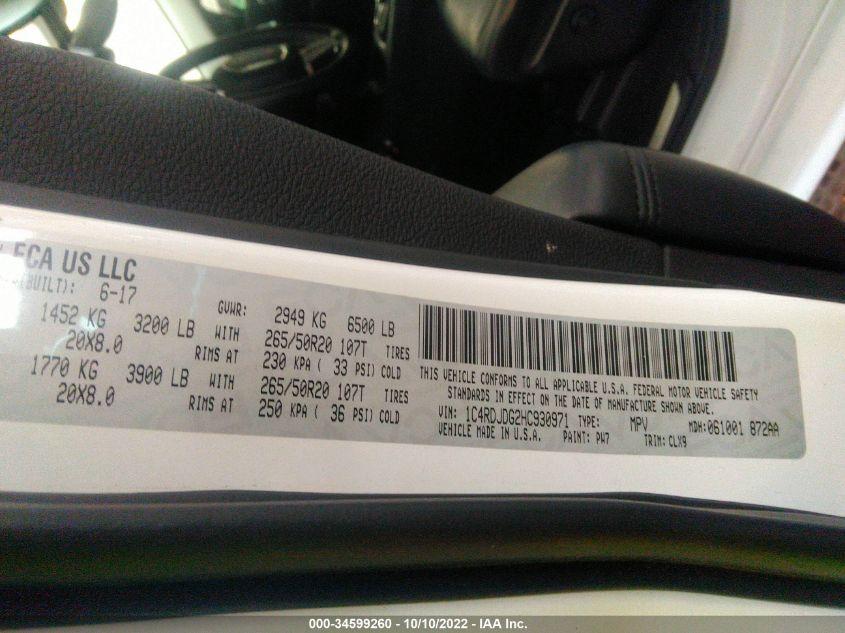 FCA US LLC
(BUILT): 6-17
GVWR: 2949 KG 6500 LB
1452 KG 3200 LB WITH 265/50R20 107T TIRES
20X8.0 RIMS AT 230 KPA ( 33 PSI) COLD
1770 KG 3900 LB WITH 265/50R20 107T TIRES
20X8.0 RIMS AT 250 KPA ( 36 PSI) COLD
THIS VEHICLE CONFORMS TO ALL APPLICABLE U.S.A. FEDERAL MOTOR VEHICLE SAFETY
STANDARDS IN EFFECT ON THE DATE OF MANUFACTURE SHOWN ABOVE.
VIN: 1C4RDJDG2HC930971 TYPE: MPV MDH:061001 872AA
VEHICLE MADE IN U.S.A. PAINT: PW7 TRIM: CLX9
000-34599260 - 10/10/2022 - IAA Inc.